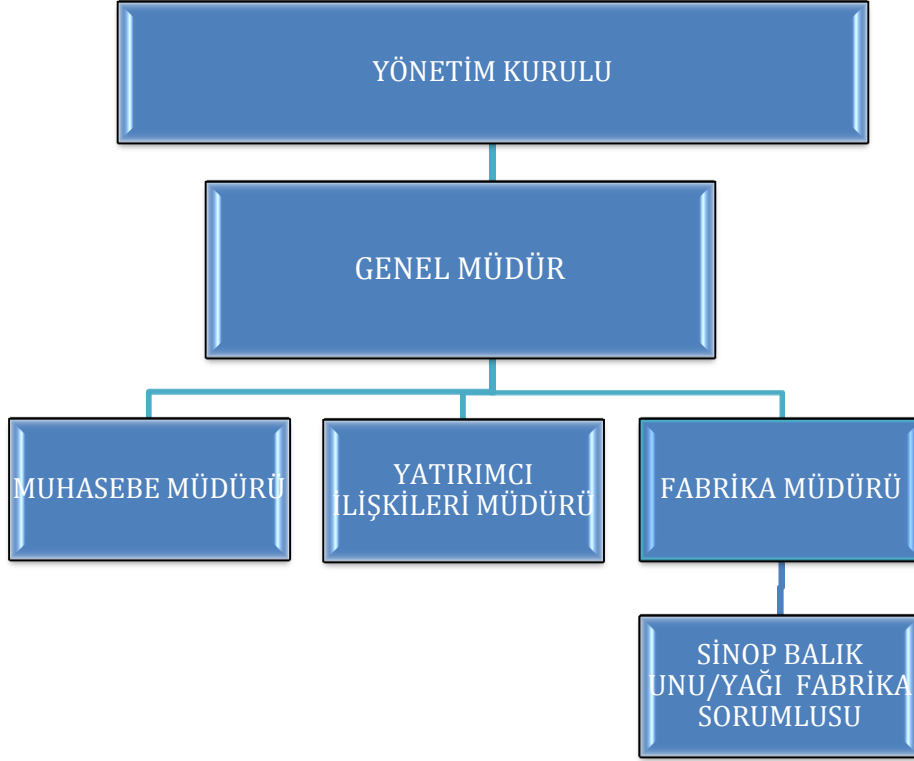 YÖNETİM KURULU
GENEL MÜDÜR
MUHASEBE MÜDÜRÜ
YATIRIMCI
İLİŞKİLERİ MÜDÜRÜ
FABRİKA MÜDÜRÜ
SİNOP BALIK
UNU/YAĞI FABRİKA
SORUMLUSU